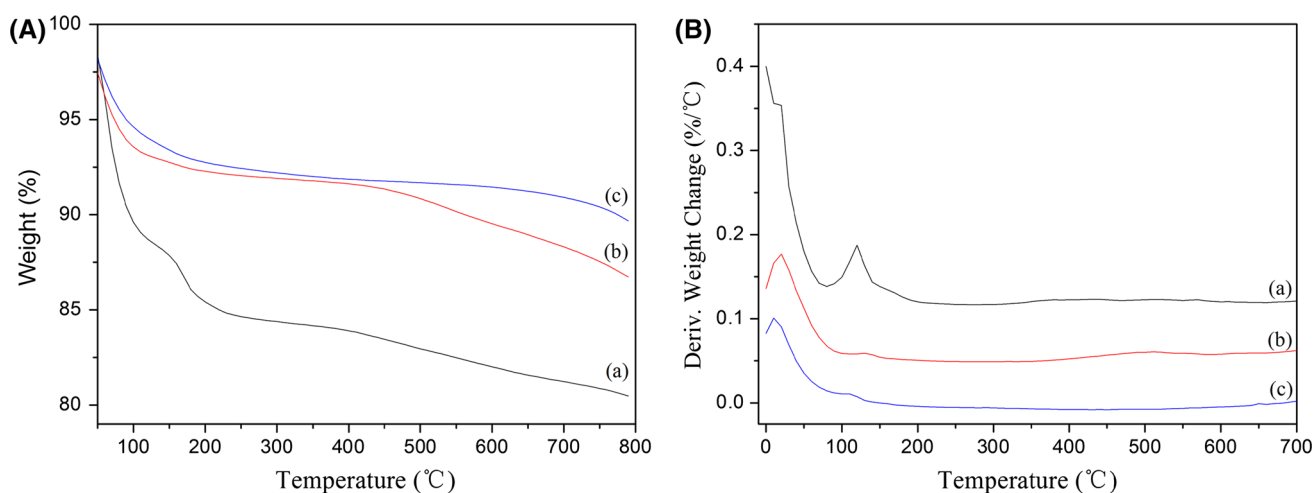 (A)
Weight (%)
100
95
90
85
80
(c)
(b)
(a)
100 200 300 400 500 600 700 800
Temperature (℃)
(B)
Deriv. Weight Change (%/℃)
0.4
0.3
0.2
0.1
0.0
(a)
(b)
(c)
0 100 200 300 400 500 600 700
Temperature (℃)